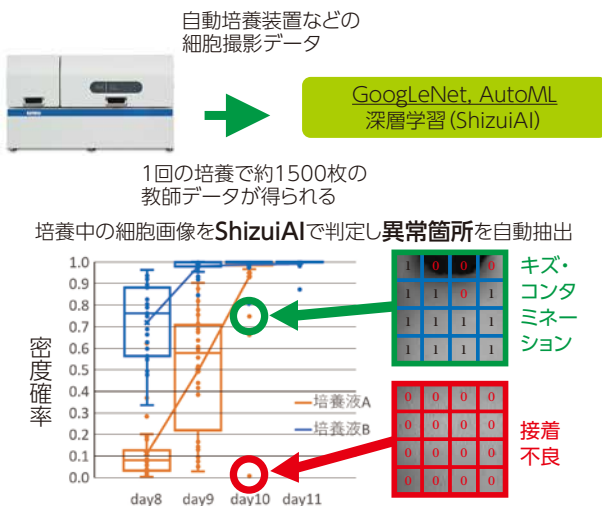 自動培養装置などの
細胞撮影データ
GoogLeNet, AutoML
深層学習(ShizuiAI)
1回の培養で約1500枚の
教師データが得られる
培養中の細胞画像をShizuiAIで判定し異常箇所を自動抽出
1.0
0.9
0.8
0.7
0.6
0.5
0.4
0.3
0.2
0.1
0.0
密度確率
培養液A
培養液B
day8 day9 day10 day11
1 0 0 0
1 1 0 1
1 1 1 1
1 1 1 1
キズ・
コンタ
ミネー
ション
0 0 0 0
0 0 0 0
0 0 0 0
0 0 0 0
接着
不良